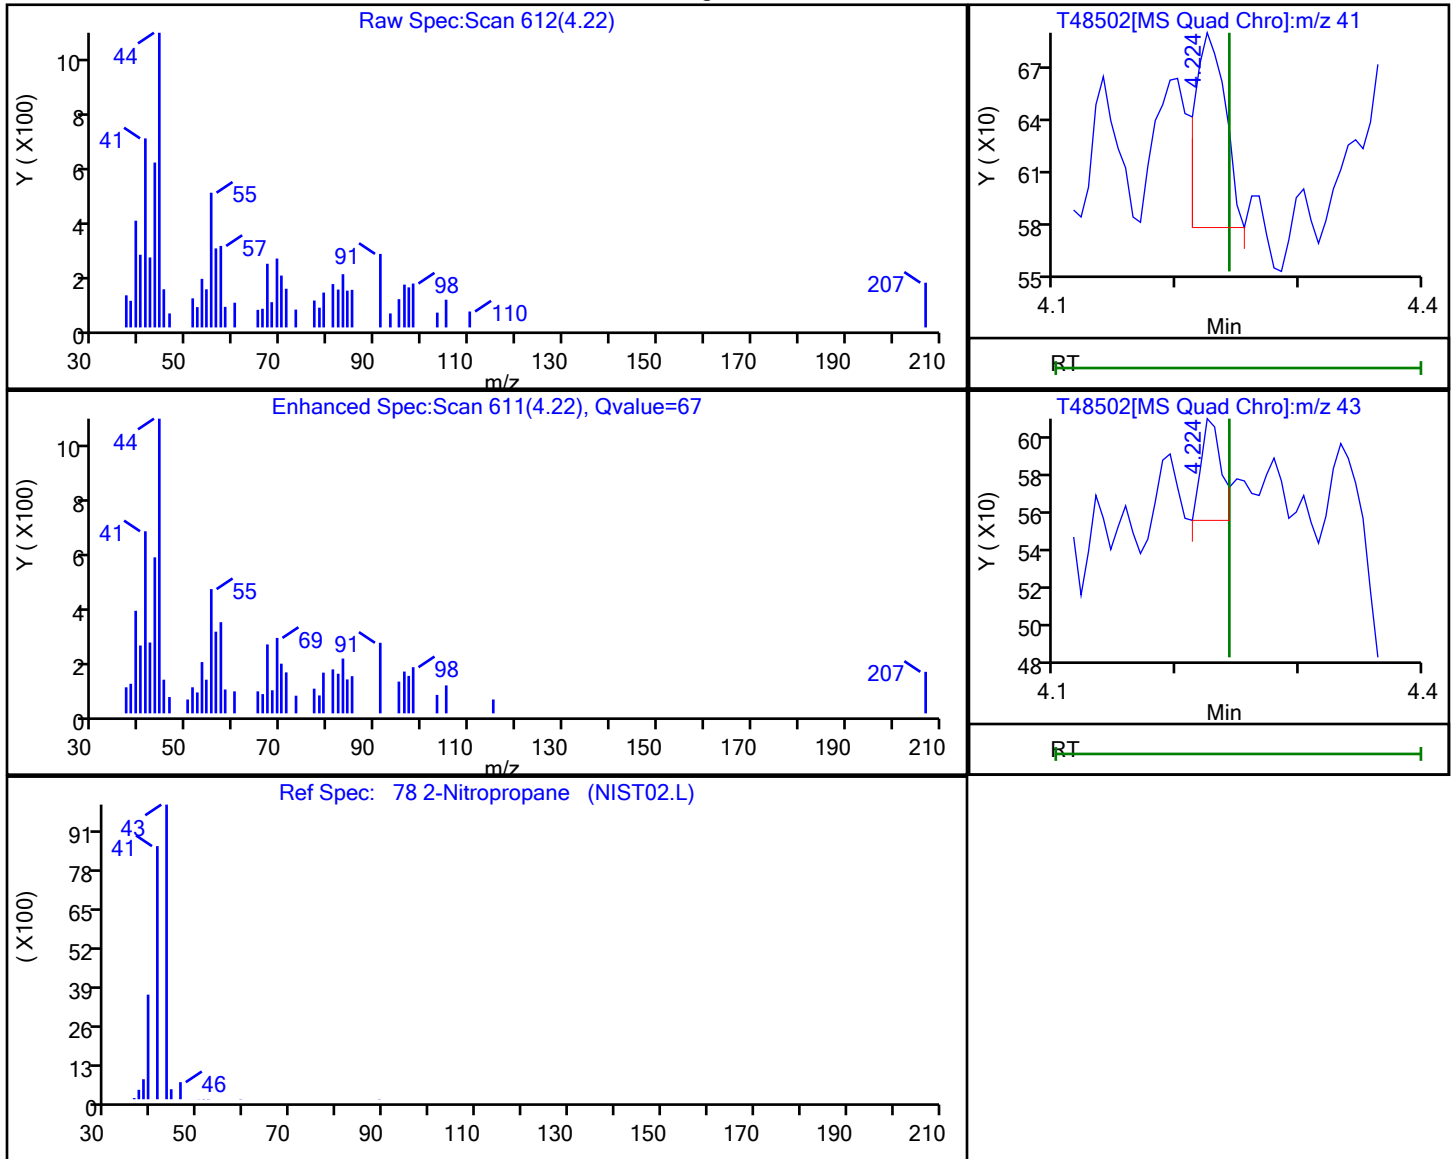 Raw Spec:Scan 612(4.22)
Y ( X100)
10
8
6
4
2
0
44
41
55
57
91
98
110
207
30 50 70 90 110 130 150 170 190 210
m/z
T48502[MS Quad Chro]:m/z 41
Y ( X10)
67
64
61
58
55
4.224
4.1 4.4
Min
RT
Enhanced Spec:Scan 611(4.22), Qvalue=67
Y ( X100)
10
8
6
4
2
0
44
41
55
69
91
98
207
30 50 70 90 110 130 150 170 190 210
m/z
T48502[MS Quad Chro]:m/z 43
Y ( X10)
60
58
56
54
52
50
48
4.224
4.1 4.4
Min
RT
Ref Spec: 78 2-Nitropropane (NIST02.L)
( X100)
91
78
65
52
39
26
13
0
43
41
46
30 50 70 90 110 130 150 170 190 210